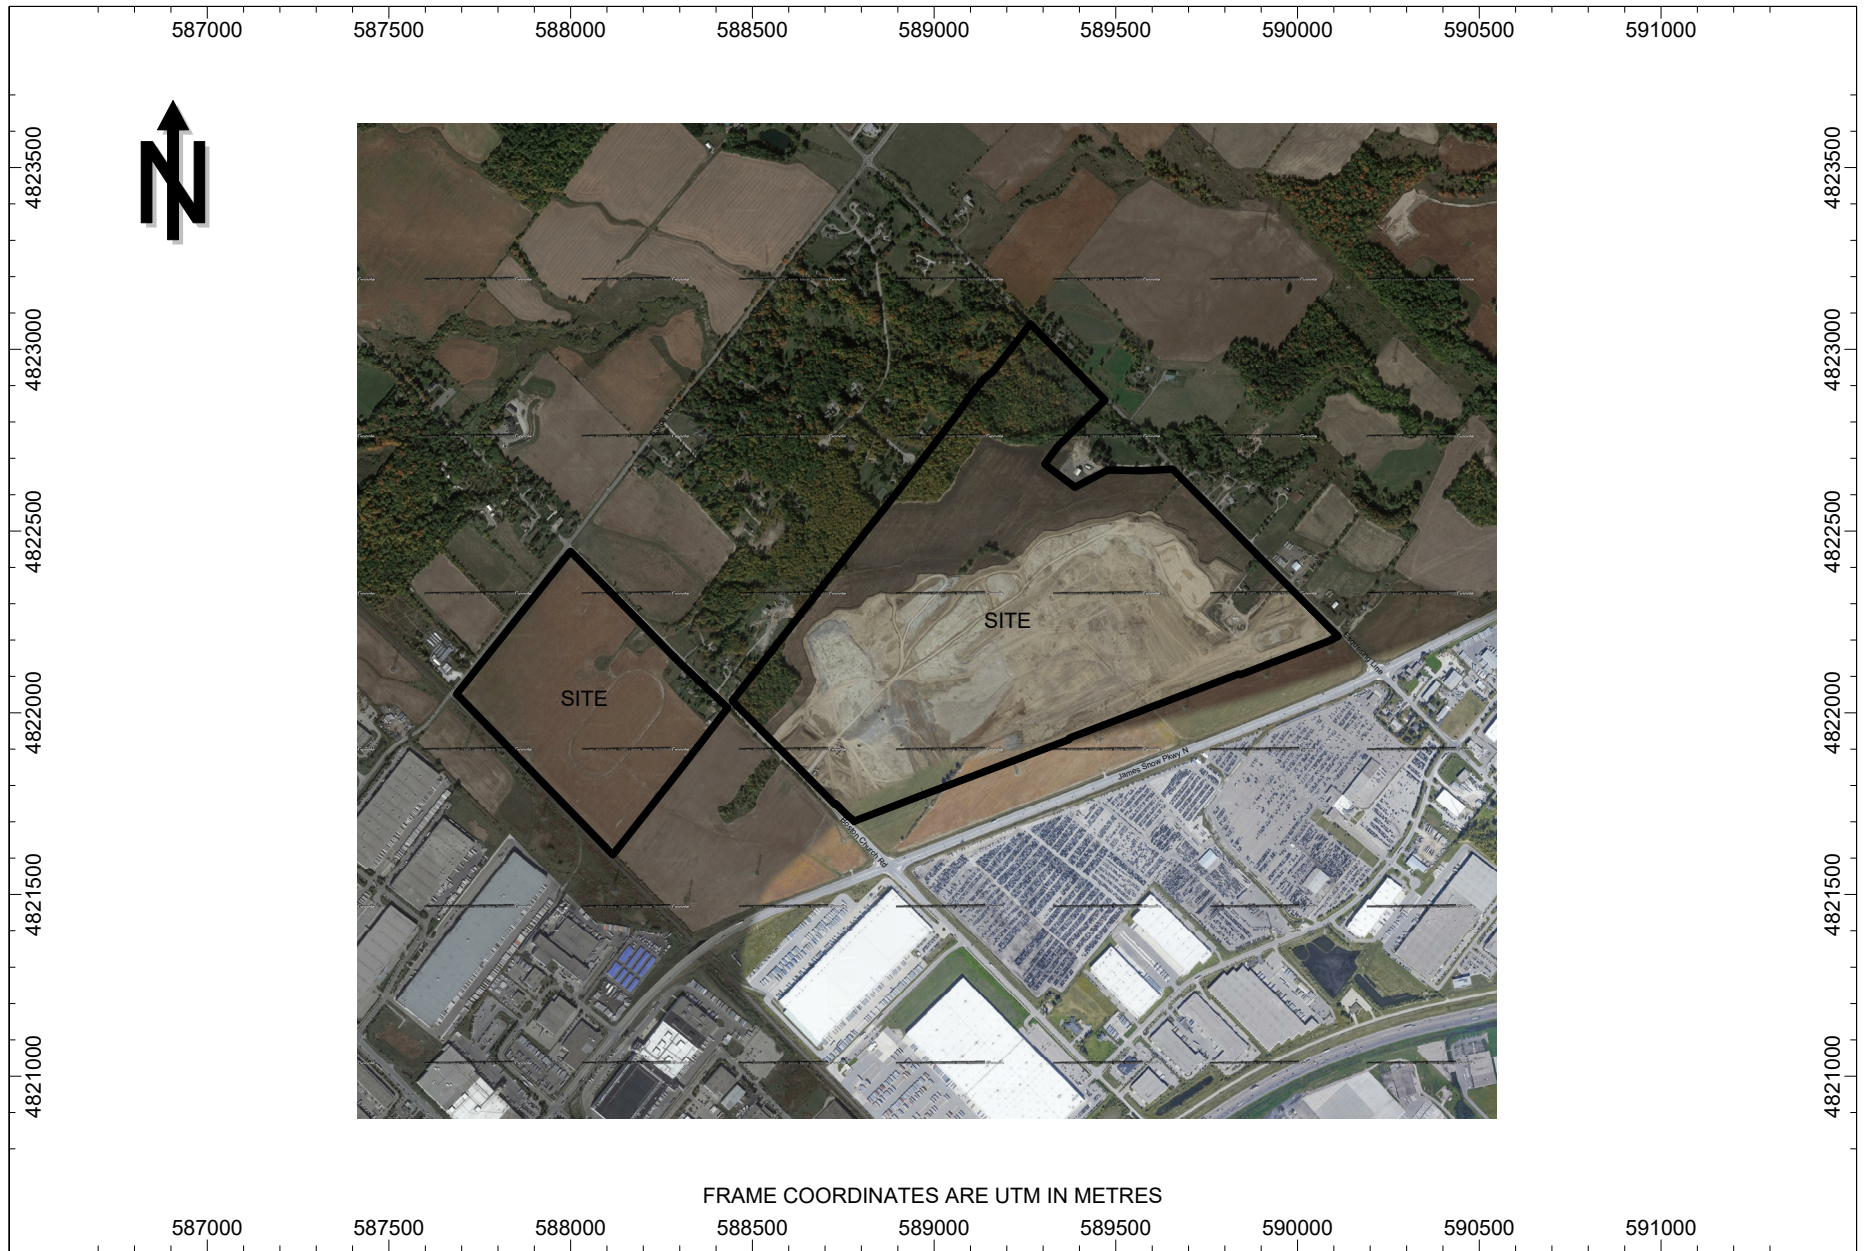 587000 587500 588000 588500 589000 589500 590000 590500 591000
N
4823500
4823000
4822500
4822000
4821500
4821000
4823500
4823000
4822500
4822000
4821500
4821000
SITE
SITE
Esquesing Line
James Snow Pkwy N
Boston Church Rd
FRAME COORDINATES ARE UTM IN METRES
587000 587500 588000 588500 589000 589500 590000 590500 591000